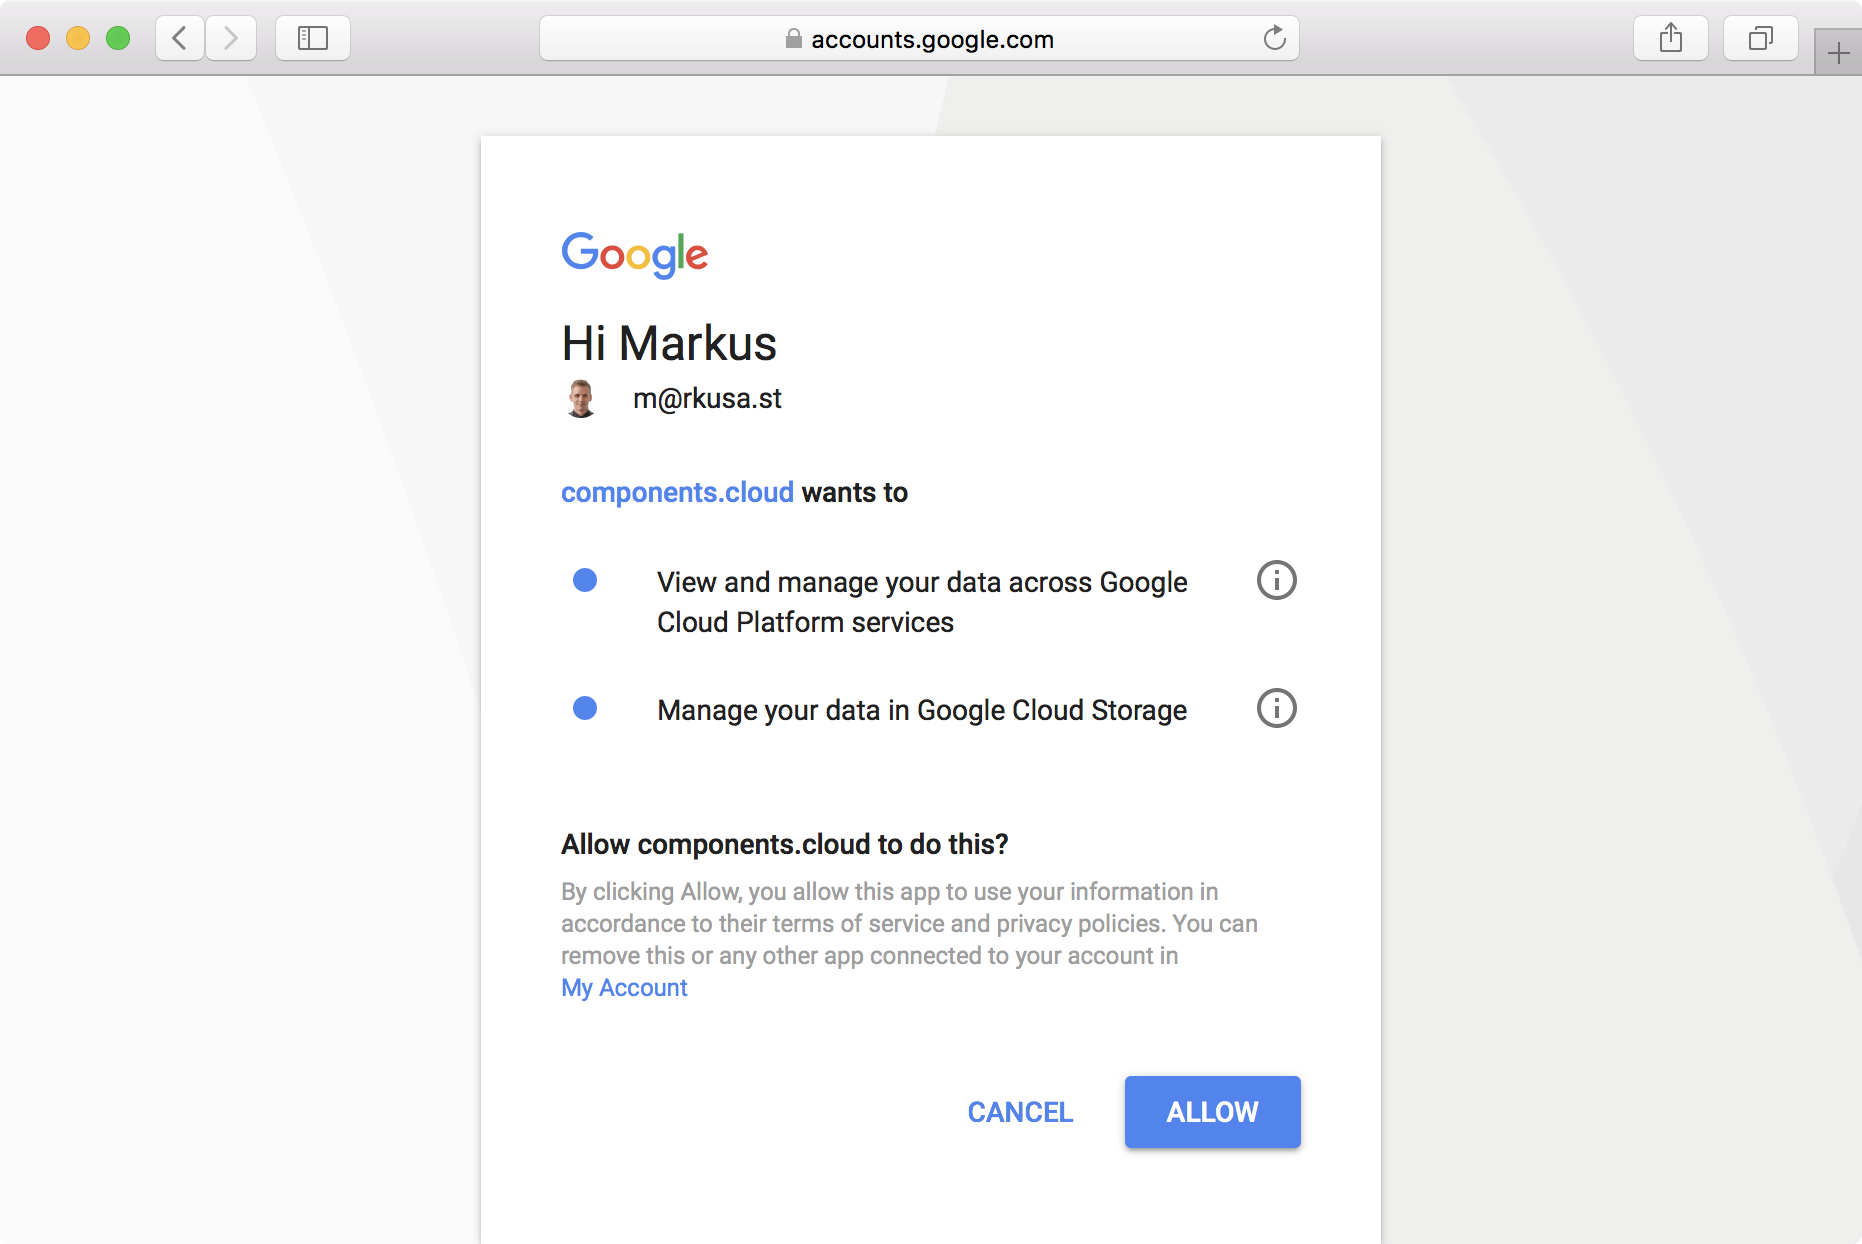 accounts.google.com
Google
Hi Markus
m@rkusa.st
components.cloud wants to
View and manage your data across Google
Cloud Platform services
Manage your data in Google Cloud Storage
Allow components.cloud to do this?
By clicking Allow, you allow this app to use your information in
accordance to their terms of service and privacy policies. You can
remove this or any other app connected to your account in
My Account
CANCEL ALLOW